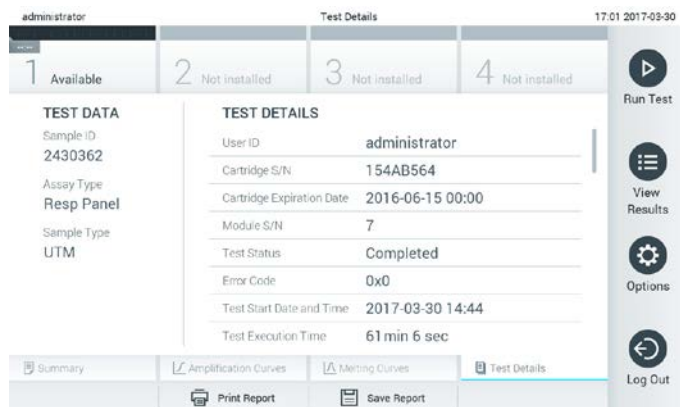 administrator
Test Details
17:01 2017-03-30
1 Available
2 Not installed
3 Not installed
4 Not installed
Run Test
View Results
Options
Log Out
TEST DATA
Sample ID
2430362
Assay Type
Resp Panel
Sample Type
UTM
TEST DETAILS
User ID administrator
Cartridge S/N 154AB564
Cartridge Expiration Date 2016-06-15 00:00
Module S/N 7
Test Status Completed
Error Code 0x0
Test Start Date and Time 2017-03-30 14:44
Test Execution Time 61 min 6 sec
Summary
Amplification Curves
Melting Curves
Test Details
Print Report
Save Report